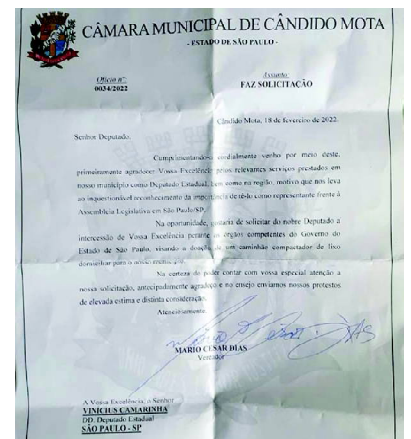 CÂMARA MUNICIPAL DE CÂNDIDO MOTA
- ESTADO DE SÃO PAULO -
Ofício nº.
0034/2022
Assunto:
FAZ SOLICITAÇÃO
Cândido Mota, 18 de fevereiro de 2022.
Senhor Deputado.
Cumprimentando-o cordialmente venho por meio deste,
primeiramente agradecer Vossa Excelência pelos relevantes serviços prestados em
nosso município como Deputado Estadual, bem como na região, motivo que nos leva
ao inquestionável reconhecimento da importância de tê-lo como representante frente à
Assembleia Legislativa em São Paulo/SP.
Na oportunidade, gostaria de solicitar do nobre Deputado a
intercessão de Vossa Excelência perante os órgãos competentes do Governo do
Estado de São Paulo, visando a doação de um caminhão compactador de lixo
domiciliar para o nosso município.
Na certeza de poder contar com vossa especial atenção a
nossa solicitação, antecipadamente agradeço e no ensejo enviamos nossos protestos
de elevada estima e distinta consideração.
Atenciosamente.
MARIO CESAR DIAS
Vereador
A Vossa Excelência, o Senhor
VINICIUS CAMARINHA
DD. Deputado Estadual
SÃO PAULO - SP